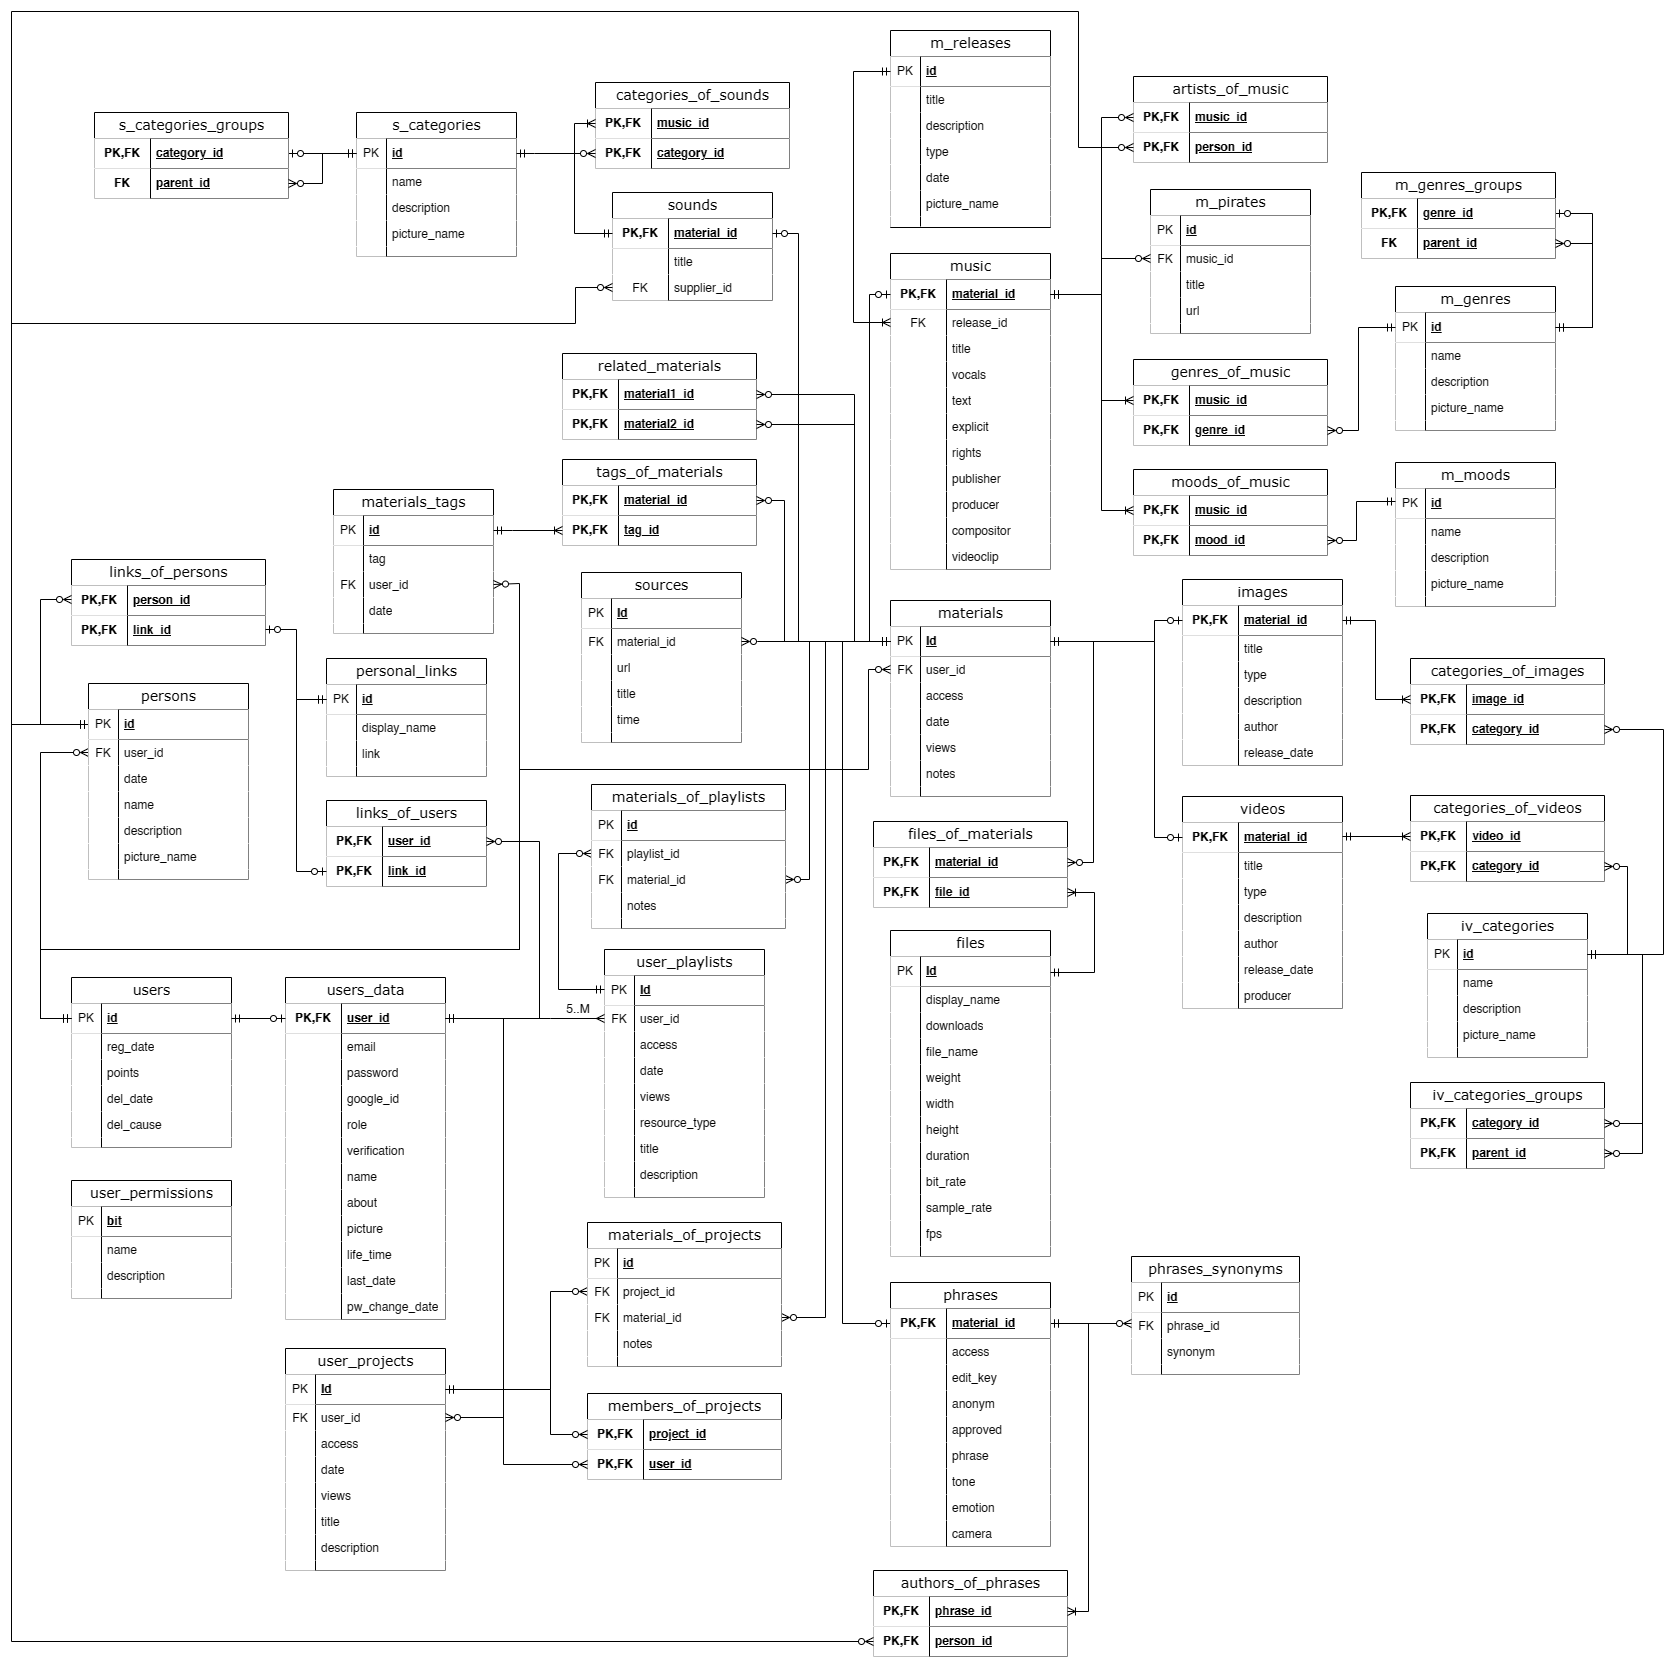 m_releases
PK id
title
description
type
date
picture_name
categories_of_sounds
PK,FK music_id
PK,FK category_id
s_categories_groups
PK,FK category_id
FK parent_id
s_categories
PK id
name
description
picture_name
sounds
PK,FK material_id
title
FK supplier_id
artists_of_music
PK,FK music_id
PK,FK person_id
m_pirates
PK id
FK music_id
title
url
m_genres_groups
PK,FK genre_id
FK parent_id
music
PK,FK material_id
FK release_id
title
vocals
text
explicit
rights
publisher
producer
compositor
videoclip
m_genres
PK id
name
description
picture_name
genres_of_music
PK,FK music_id
PK,FK genre_id
related_materials
PK,FK material1_id
PK,FK material2_id
tags_of_materials
PK,FK material_id
PK,FK tag_id
materials_tags
PK id
tag
FK user_id
date
moods_of_music
PK,FK music_id
PK,FK mood_id
m_moods
PK id
name
description
picture_name
links_of_persons
PK,FK person_id
PK,FK link_id
sources
PK Id
FK material_id
url
title
time
materials
PK Id
FK user_id
access
date
views
notes
images
PK,FK material_id
title
type
description
author
release_date
categories_of_images
PK,FK image_id
PK,FK category_id
personal_links
PK id
display_name
link
persons
PK id
FK user_id
date
name
description
picture_name
links_of_users
PK,FK user_id
PK,FK link_id
materials_of_playlists
PK id
FK playlist_id
FK material_id
notes
files_of_materials
PK,FK material_id
PK,FK file_id
videos
PK,FK material_id
title
type
description
author
release_date
producer
categories_of_videos
PK,FK video_id
PK,FK category_id
iv_categories
PK id
name
description
picture_name
files
PK Id
display_name
downloads
file_name
weight
width
height
duration
bit_rate
sample_rate
fps
user_playlists
PK Id
5..M
FK user_id
access
date
views
resource_type
title
description
users
PK id
reg_date
points
del_date
del_cause
users_data
PK,FK user_id
email
password
google_id
role
verification
name
about
picture
life_time
last_date
pw_change_date
iv_categories_groups
PK,FK category_id
PK,FK parent_id
user_permissions
PK bit
name
description
materials_of_projects
PK id
FK project_id
FK material_id
notes
phrases
PK,FK material_id
access
edit_key
anonym
approved
phrase
tone
emotion
camera
phrases_synonyms
PK id
FK phrase_id
synonym
user_projects
PK Id
FK user_id
access
date
views
title
description
members_of_projects
PK,FK project_id
PK,FK user_id
authors_of_phrases
PK,FK phrase_id
PK,FK person_id